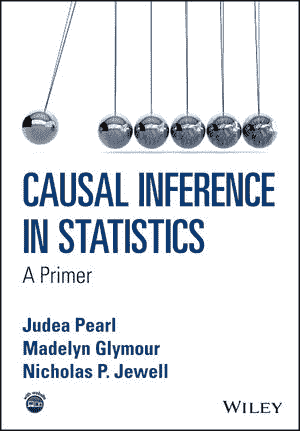 CAUSAL INFERENCE
IN STATISTICS
A Primer
Judea Pearl
Madelyn Glymour
Nicholas P. Jewell
WILEY